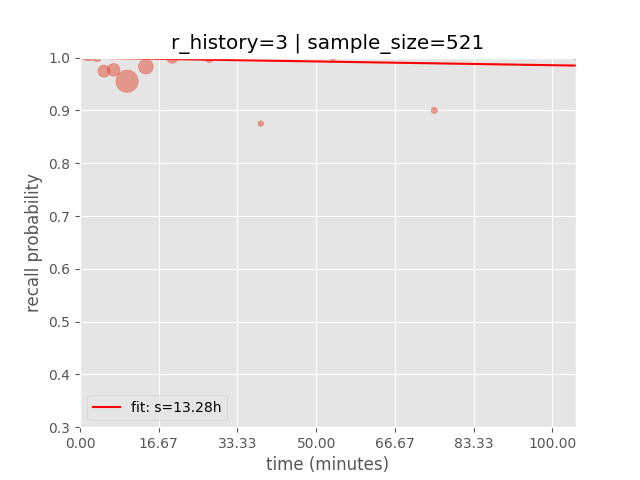 r_history=3 | sample_size=521
recall probability
1.0
0.9
0.8
0.7
0.6
0.5
0.4
0.3
fit: s=13.28h
0.00 16.67 33.33 50.00 66.67 83.33 100.00
time (minutes)